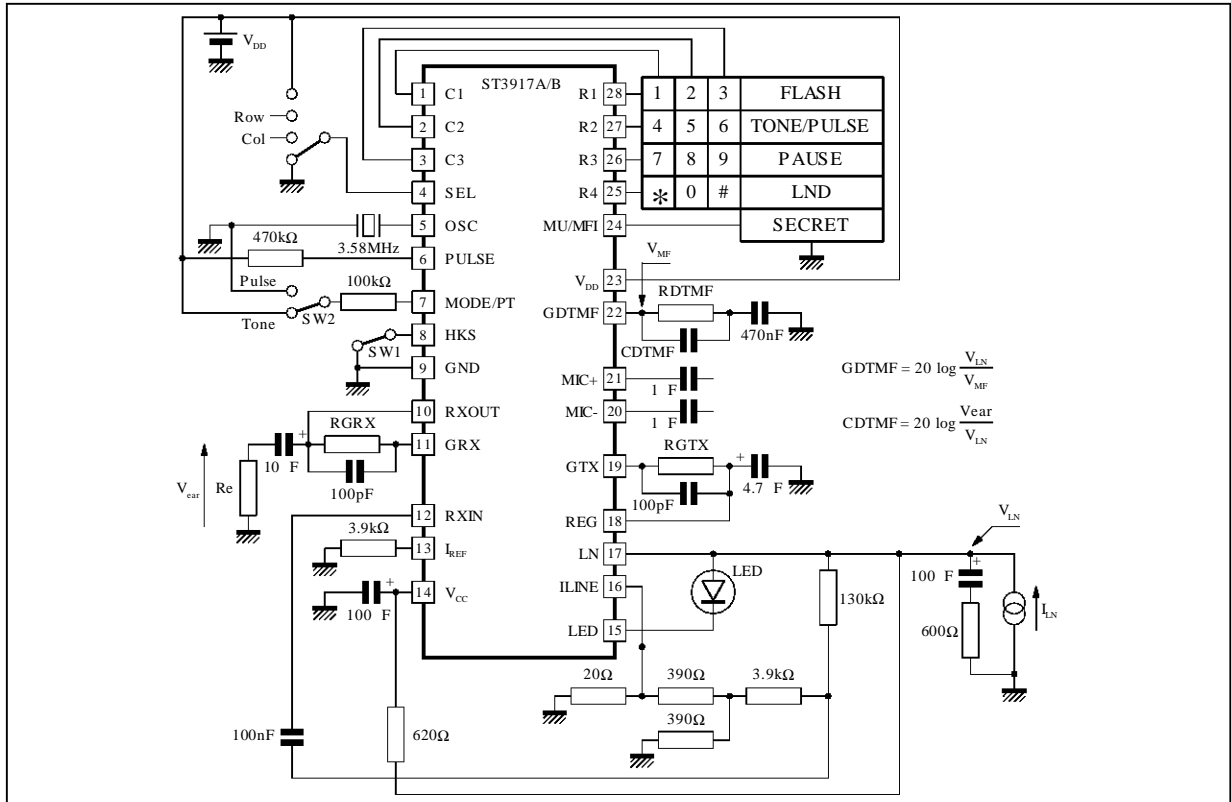 V_DD
ST3917A/B
Row
Col
1 C1
2 C2
3 C3
4 SEL
5 OSC
3.58MHz
470kΩ
6 PULSE
Pulse
100kΩ
7 MODE/PT
Tone
SW2
8 HKS
SW1
9 GND
10 RXOUT
RGRX
11 GRX
+
10 F
100pF
V_ear
Re
12 RXIN
3.9kΩ
13 I_REF
+
14 V_CC
100 F
100nF
620Ω
R1 28
R2 27
R3 26
R4 25
MU/MFI 24
V_DD 23
GDTMF 22
MIC+ 21
MIC- 20
GTX 19
REG 18
LN 17
ILINE 16
LED 15
1 2 3 FLASH
4 5 6 TONE/PULSE
7 8 9 PAUSE
* 0 # LND
SECRET
V_MF
RDTMF
CDTMF
470nF
1 F
1 F
RGTX
+
100pF
4.7 F
GDTMF = 20 log V_LN / V_MF
CDTMF = 20 log Vear / V_LN
LED
130kΩ
V_LN
+
100 F
600Ω
I_LN
20Ω
390Ω
3.9kΩ
390Ω